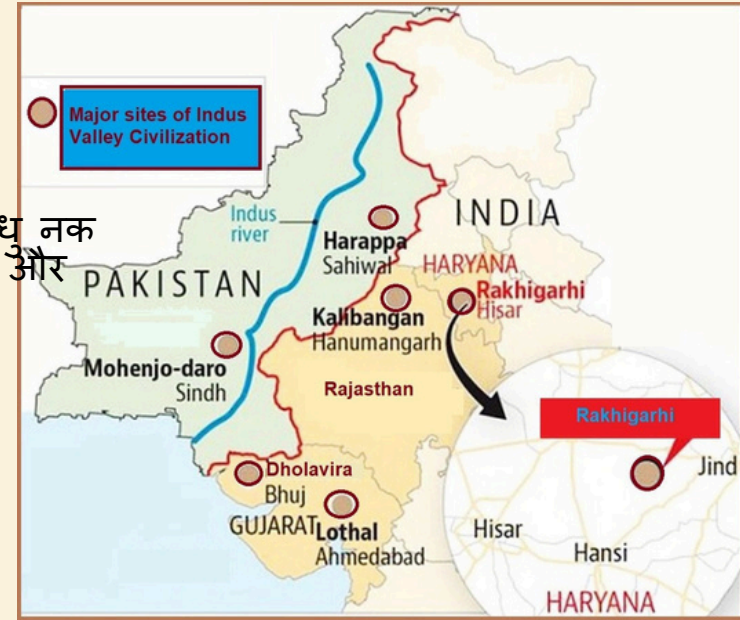 Major sites of Indus
Valley Civilization
Indus
river
INDIA
Harappa
Sahiwal
और
HARYANA
PAKISTAN
Rakhigarhi
Hisar
Kalibangan
Hanumangarh
Mohenjo-daro
Sindh
Rajasthan
Rakhigarhi
Dholavira
Bhuj
Jind
GUJARAT
Lothal
Ahmedabad
Hisar
Hansi
HARYANA